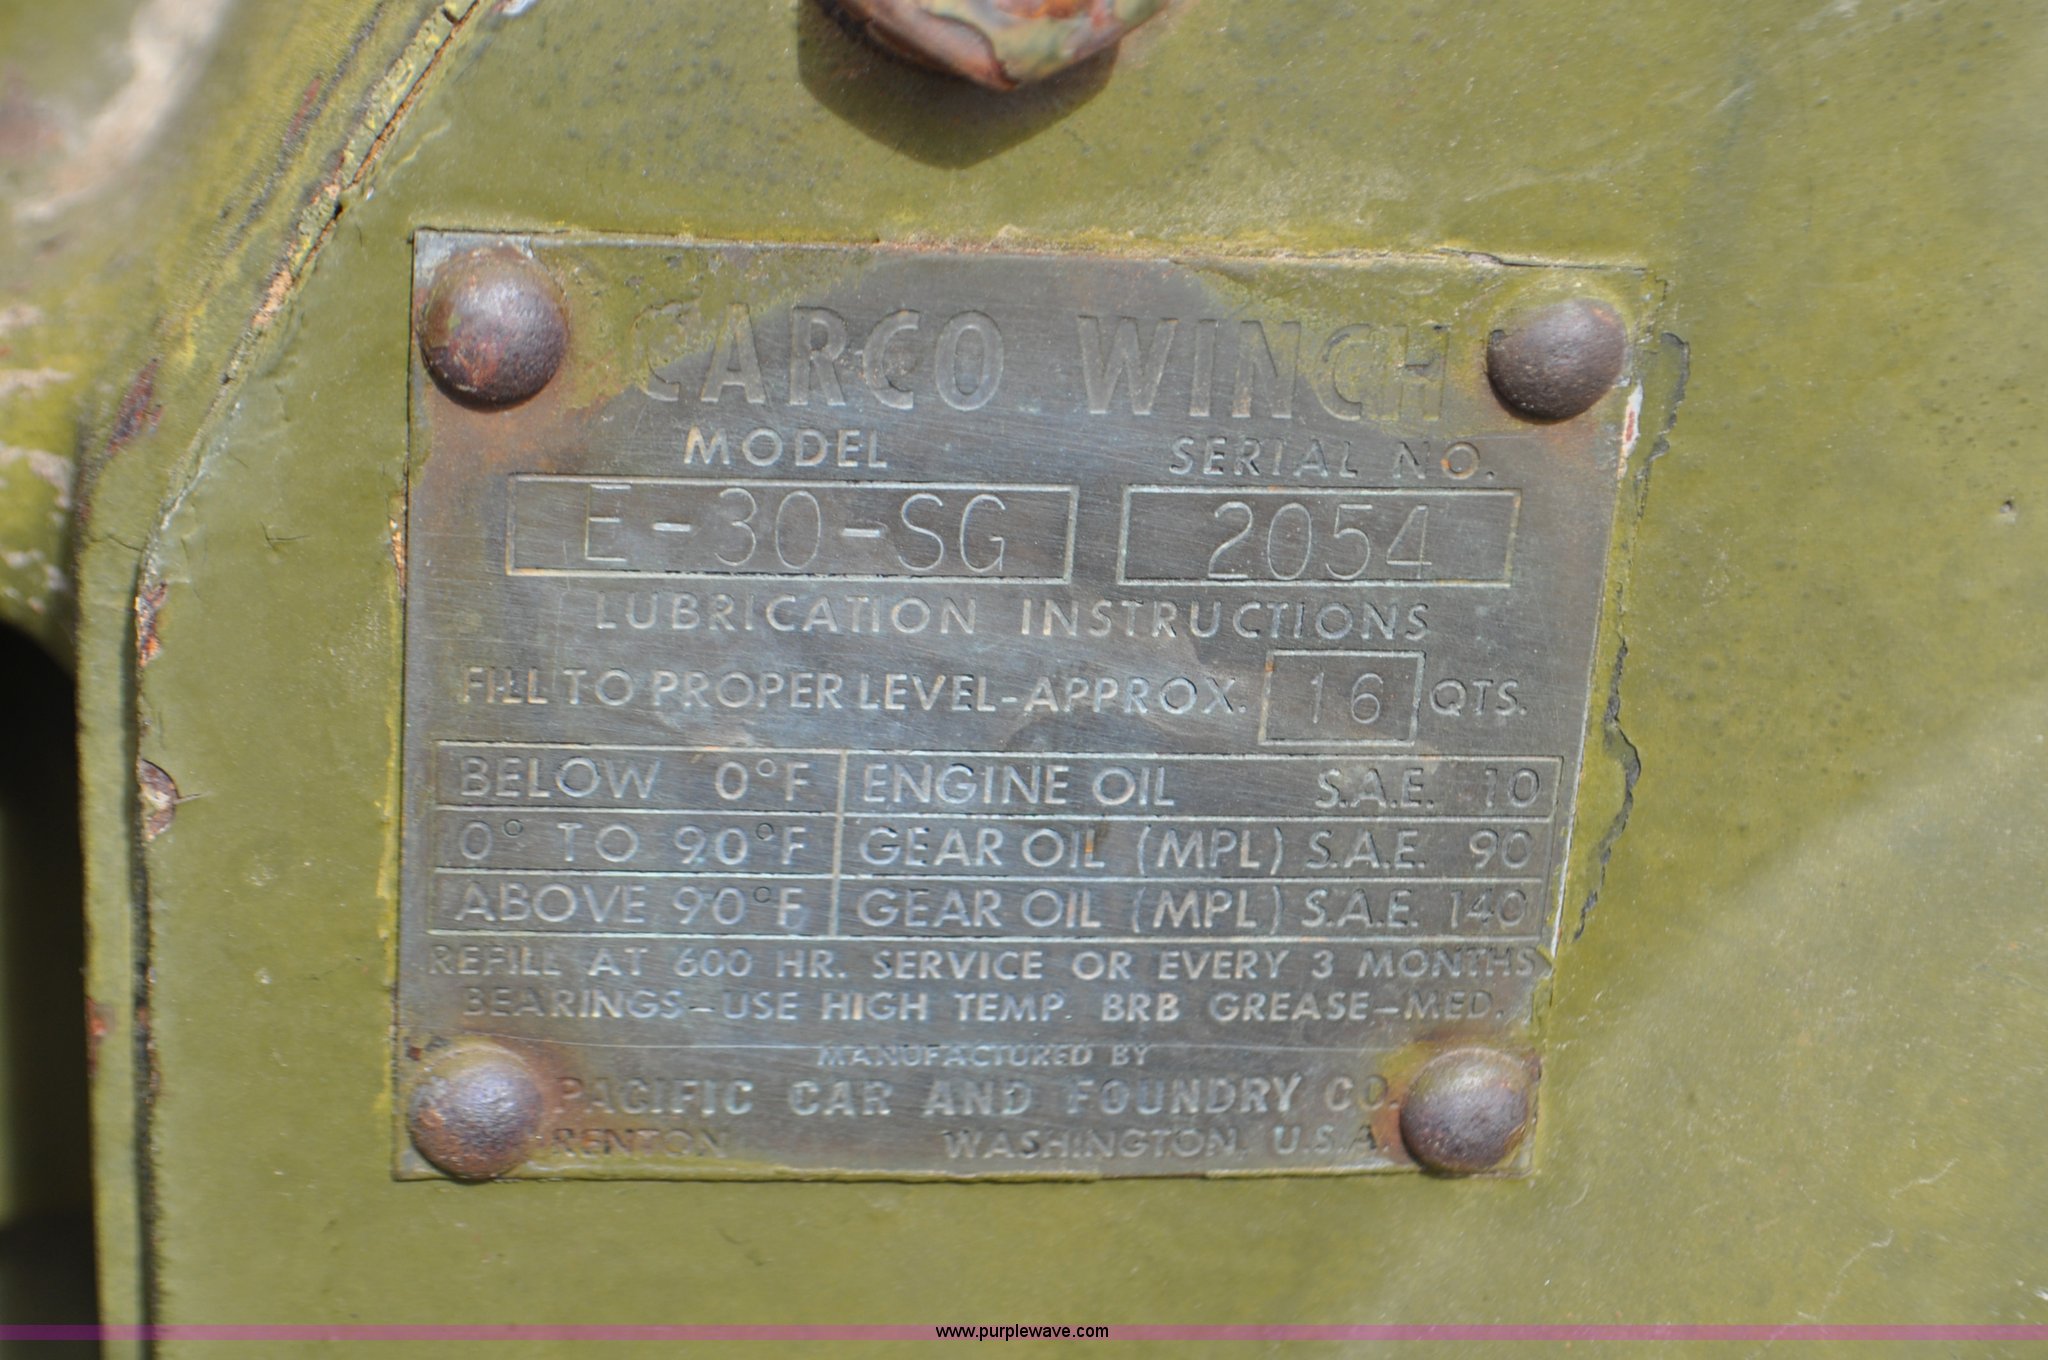 CARCO WINCH
MODEL SERIAL NO.
E-30-SG 2054
LUBRICATION INSTRUCTIONS
FILL TO PROPER LEVEL-APPROX. 16 QTS.
BELOW 0°F ENGINE OIL S.A.E. 10
0° TO 90°F GEAR OIL (MPL) S.A.E. 90
ABOVE 90°F GEAR OIL (MPL) S.A.E. 140
REFILL AT 600 HR. SERVICE OR EVERY 3 MONTHS
BEARINGS-USE HIGH TEMP. BRB GREASE-MED.
MANUFACTURED BY
PACIFIC CAR AND FOUNDRY CO.
RENTON WASHINGTON, U.S.A.
www.purplewave.com